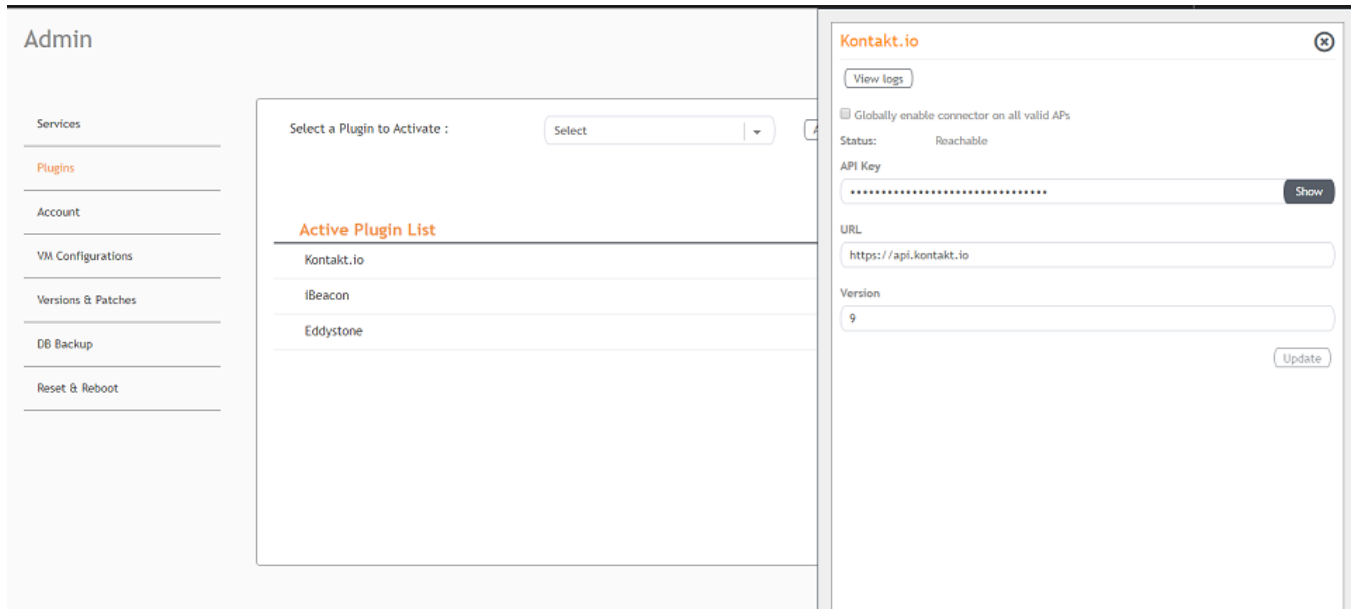 Admin
Services
Plugins
Account
VM Configurations
Versions & Patches
DB Backup
Reset & Reboot
Select a Plugin to Activate :
Select
Active Plugin List
Kontakt.io
iBeacon
Eddystone
Kontakt.io
View logs
Globally enable connector on all valid APs
Status: Reachable
API Key
••••••••••••••••••••••••••••••••
Show
URL
https://api.kontakt.io
Version
9
Update